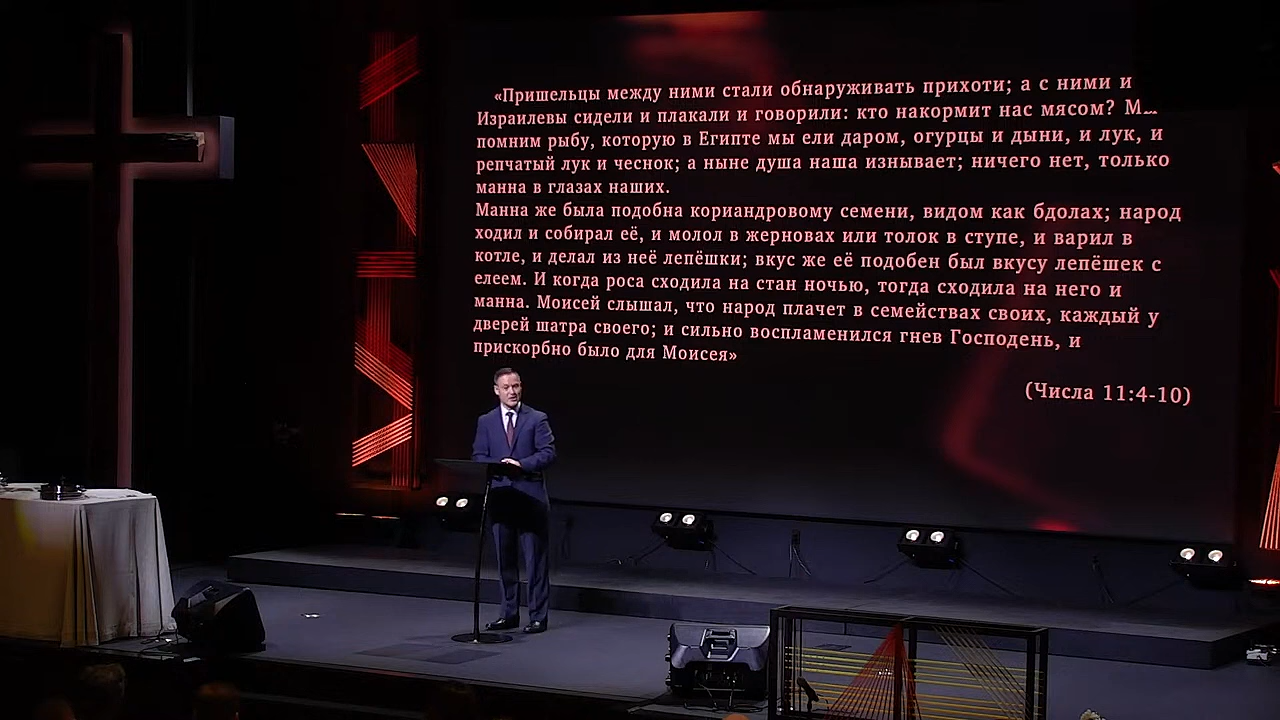 «Пришельцы между ними стали обнаруживать прихоти; а с ними и
Израилевы сидели и плакали и говорили: кто накормит нас мясом?
помним рыбу, которую в Египте мы ели даром, огурцы и дыни, и лук, и
репчатый лук и чеснок; а ныне душа наша изнывает; ничего нет, только
манна в глазах наших.
Манна же была подобна кориандровому семени, видом как бдолах; народ
ходил и собирал её, и молол в жерновах или толок в ступе, и варил в
котле, и делал из неё лепёшки; вкус же её подобен был вкусу лепёшек с
елеем. И когда роса сходила на стан ночью, тогда сходила на него и
манна. Моисей слышал, что народ плачет в семействах своих, каждый у
дверей шатра своего; и сильно воспламенился гнев Господень, и
прискорбно было для Моисея»
(Числа 11:4-10)